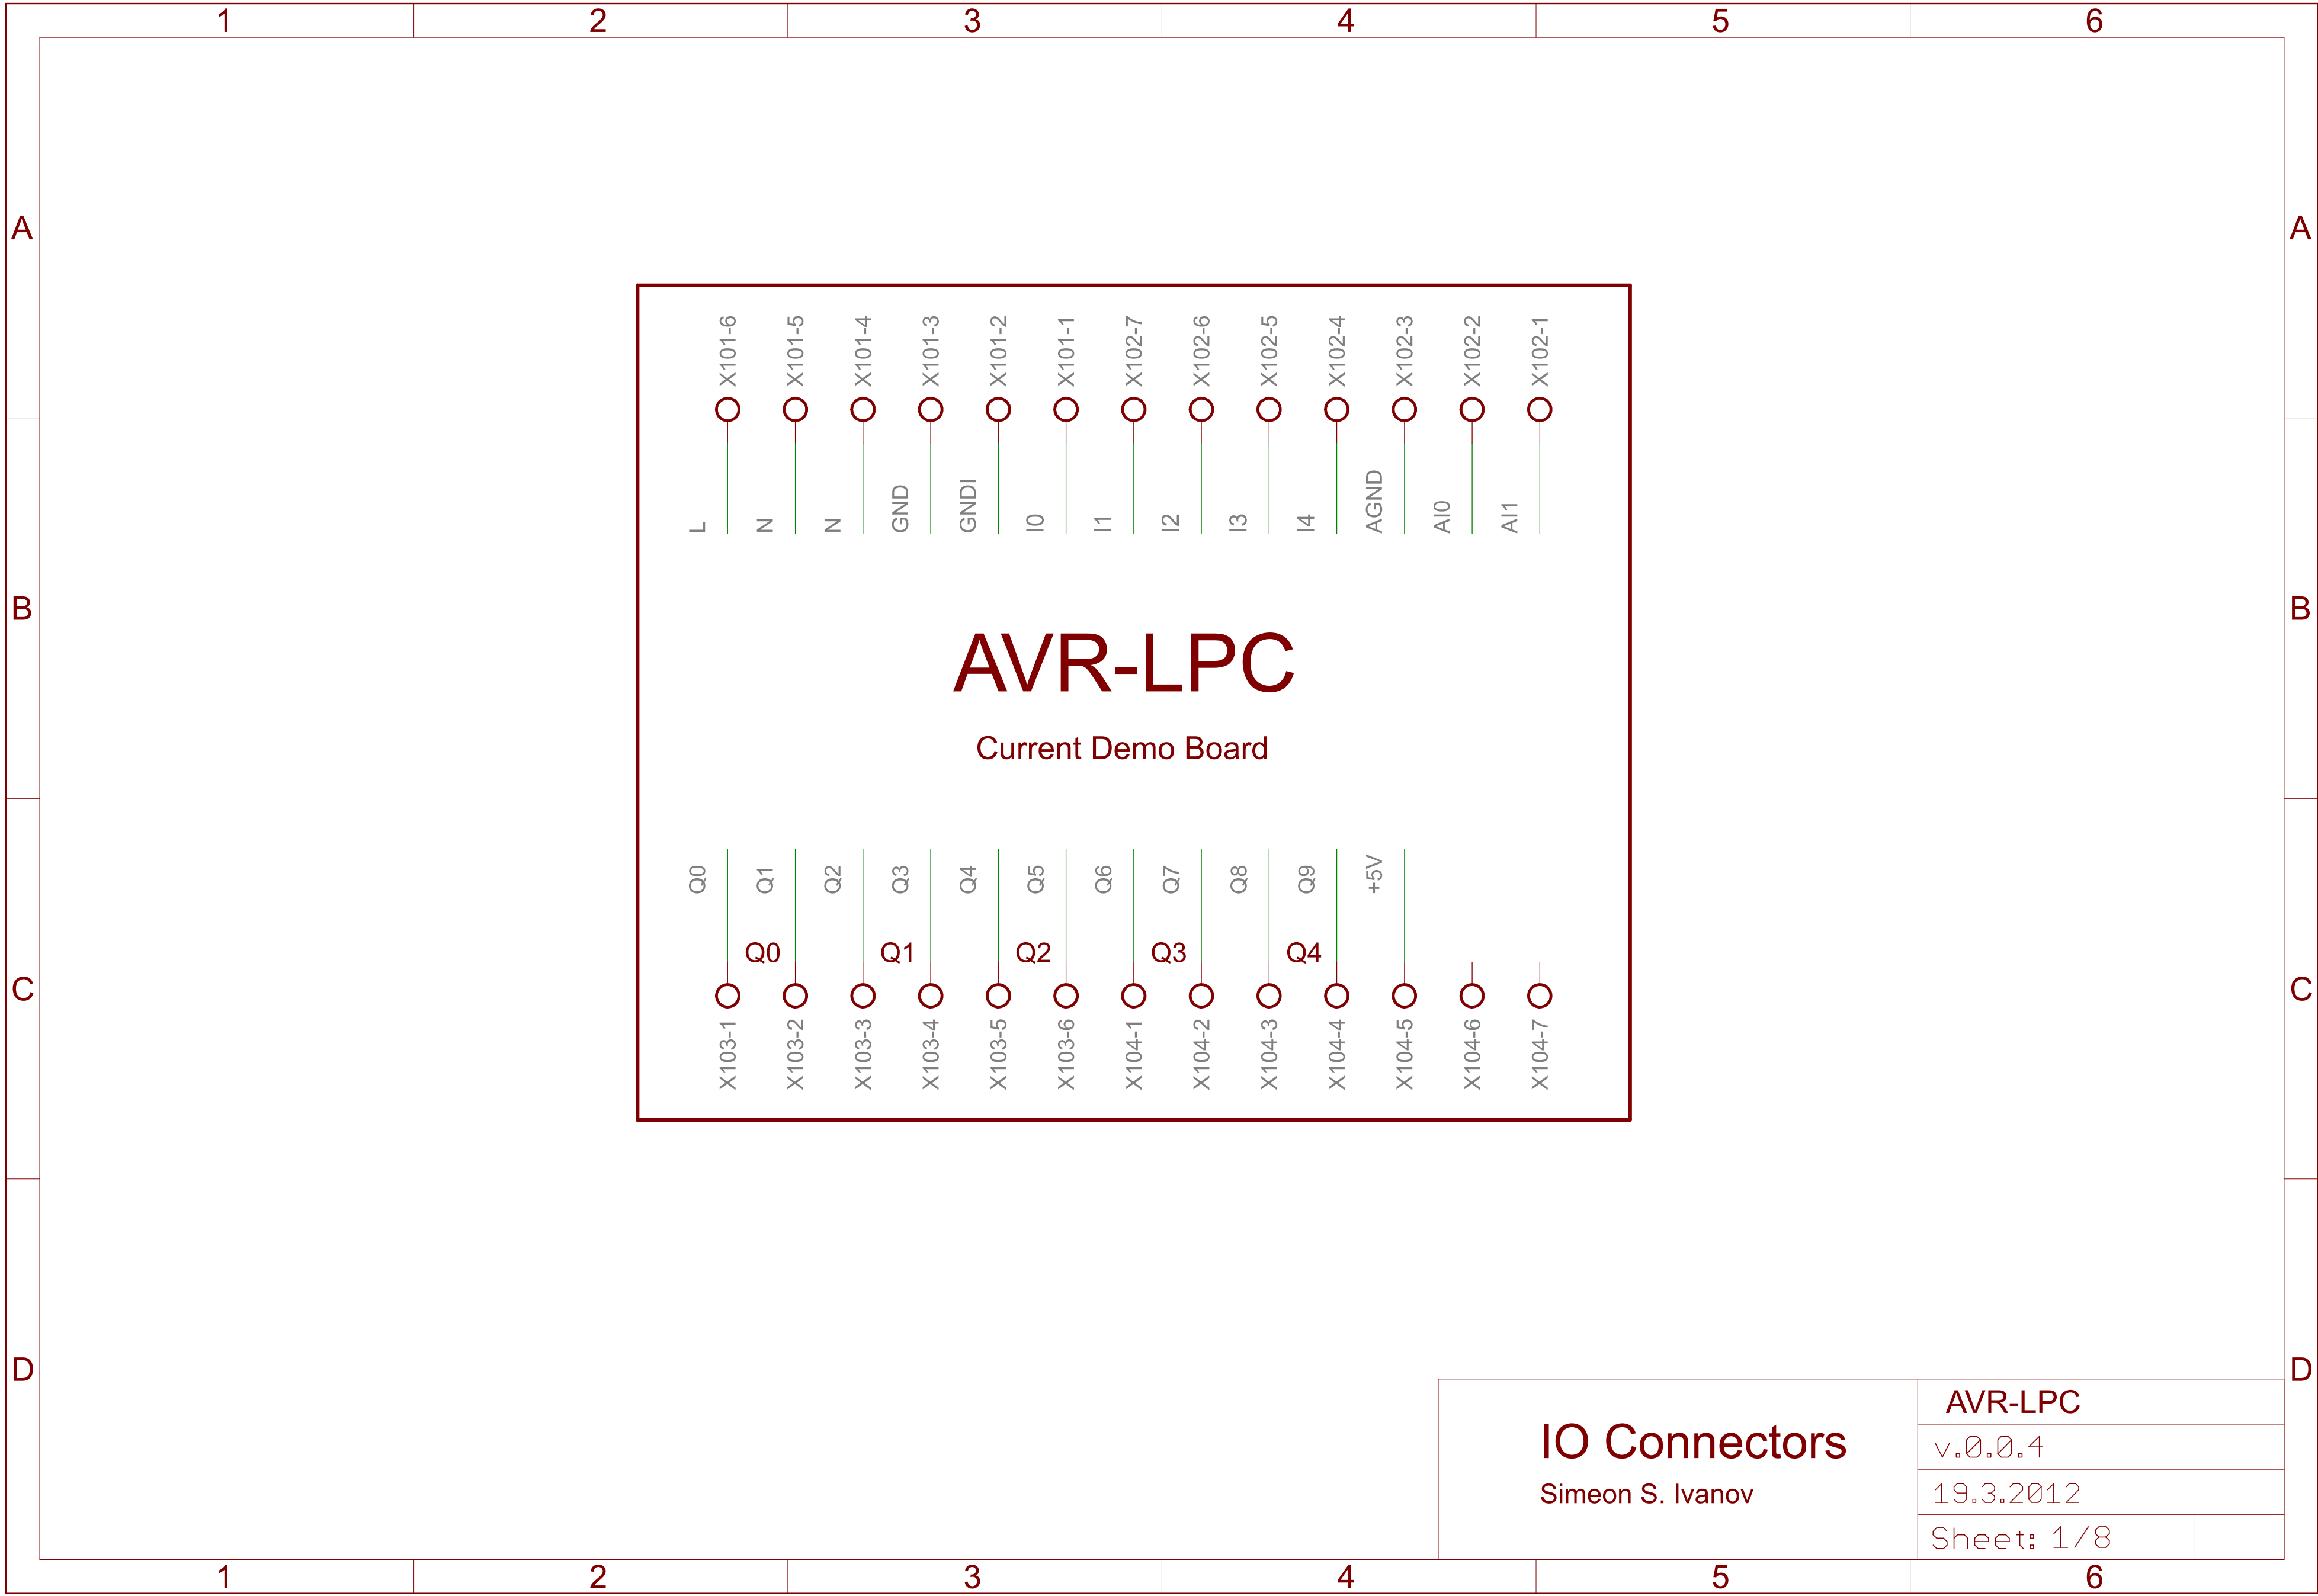 1 2 3 4 5 6
A A
X101-6 X101-5 X101-4 X101-3 X101-2 X101-1 X102-7 X102-6 X102-5 X102-4 X102-3 X102-2 X102-1
L N N GND GNDI I0 I1 I2 I3 I4 AGND AI0 AI1
B B
AVR-LPC
Current Demo Board
Q0 Q1 Q2 Q3 Q4 Q5 Q6 Q7 Q8 Q9 +5V
Q0 Q1 Q2 Q3 Q4
C C
X103-1 X103-2 X103-3 X103-4 X103-5 X103-6 X104-1 X104-2 X104-3 X104-4 X104-5 X104-6 X104-7
D D
IO Connectors
Simeon S. Ivanov
AVR-LPC
v.0.0.4
19.3.2012
Sheet: 1/8
1 2 3 4 5 6